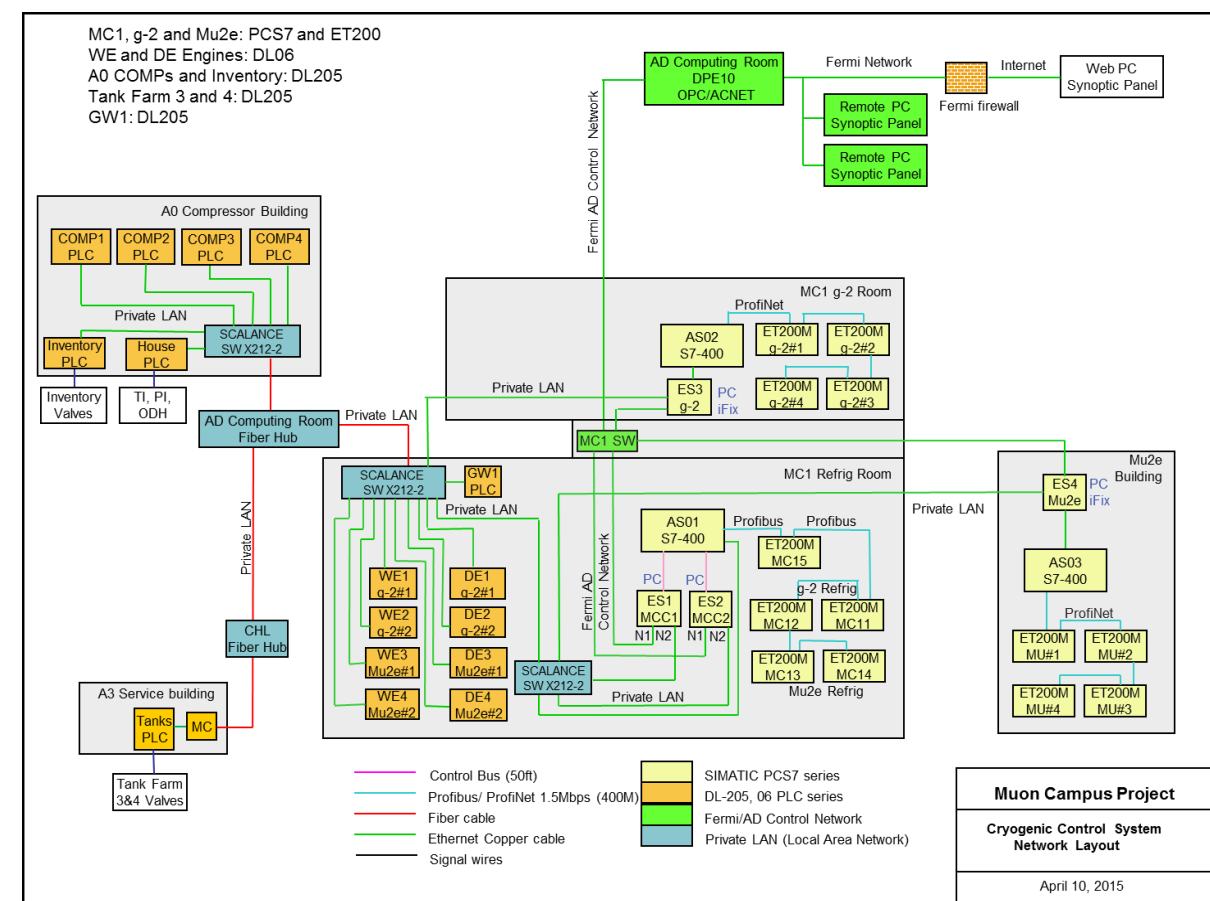 MC1, g-2 and Mu2e: PCS7 and ET200
WE and DE Engines: DL06
A0 COMPs and Inventory: DL205
Tank Farm 3 and 4: DL205
GW1: DL205
AD Computing Room
DPE10
OPC/ACNET
Fermi Network
Internet
Web PC
Synoptic Panel
Fermi firewall
Remote PC
Synoptic Panel
Remote PC
Synoptic Panel
Fermi AD Control Network
A0 Compressor Building
COMP1
PLC
COMP2
PLC
COMP3
PLC
COMP4
PLC
Private LAN
SCALANCE
SW X212-2
Inventory
PLC
House
PLC
Inventory
Valves
TI, PI,
ODH
AD Computing Room
Fiber Hub
Private LAN
Private LAN
CHL
Fiber Hub
A3 Service building
Tanks
PLC
MC
Tank Farm
3&4 Valves
MC1 g-2 Room
ProfiNet
AS02
S7-400
ET200M
g-2#1
ET200M
g-2#2
ET200M
g-2#4
ET200M
g-2#3
ES3
g-2
PC
iFix
Private LAN
MC1 SW
MC1 Refrig Room
SCALANCE
SW X212-2
GW1
PLC
Private LAN
WE1
g-2#1
DE1
g-2#1
WE2
g-2#2
DE2
g-2#2
WE3
Mu2e#1
DE3
Mu2e#1
WE4
Mu2e#2
DE4
Mu2e#2
SCALANCE
SW X212-2
Fermi AD
Control Network
AS01
S7-400
Profibus
Profibus
ET200M
MC15
PC
PC
ES1
MCC1
ES2
MCC2
N1
N2
N1
N2
g-2 Refrig
ET200M
MC12
ET200M
MC11
ET200M
MC13
ET200M
MC14
Mu2e Refrig
Private LAN
Private LAN
Mu2e
Building
ES4
Mu2e
PC
iFix
AS03
S7-400
ProfiNet
ET200M
MU#1
ET200M
MU#2
ET200M
MU#4
ET200M
MU#3
Control Bus (50ft)
Profibus/ ProfiNet 1.5Mbps (400M)
Fiber cable
Ethernet Copper cable
Signal wires
SIMATIC PCS7 series
DL-205, 06 PLC series
Fermi/AD Control Network
Private LAN (Local Area Network)
Muon Campus Project
Cryogenic Control System
Network Layout
April 10, 2015